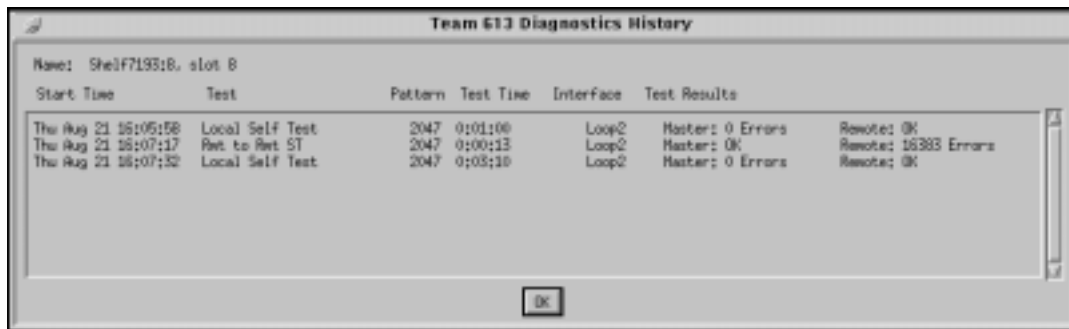 Team 613 Diagnostics History
Name: Shelf7193:8, slot 8
Start Time Test Pattern Test Time Interface Test Results
Thu Aug 21 16:05:58 Local Self Test 2047 0:01:00 Loop2 Master: 0 Errors Remote: OK
Thu Aug 21 16:07:17 Rmt to Rmt ST 2047 0:00:13 Loop2 Master: OK Remote: 16383 Errors
Thu Aug 21 16:07:32 Local Self Test 2047 0:03:10 Loop2 Master: 0 Errors Remote: OK
OK